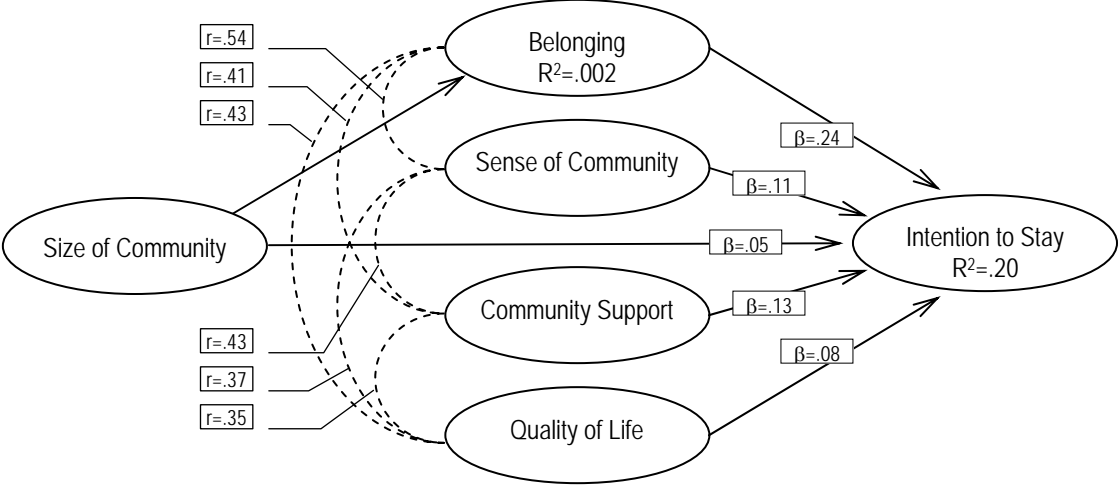 r=.54
r=.41
r=.43
Belonging
R²=.002
β=.24
Sense of Community
β=.11
Size of Community
β=.05
Intention to Stay
R²=.20
Community Support
β=.13
r=.43
r=.37
r=.35
β=.08
Quality of Life